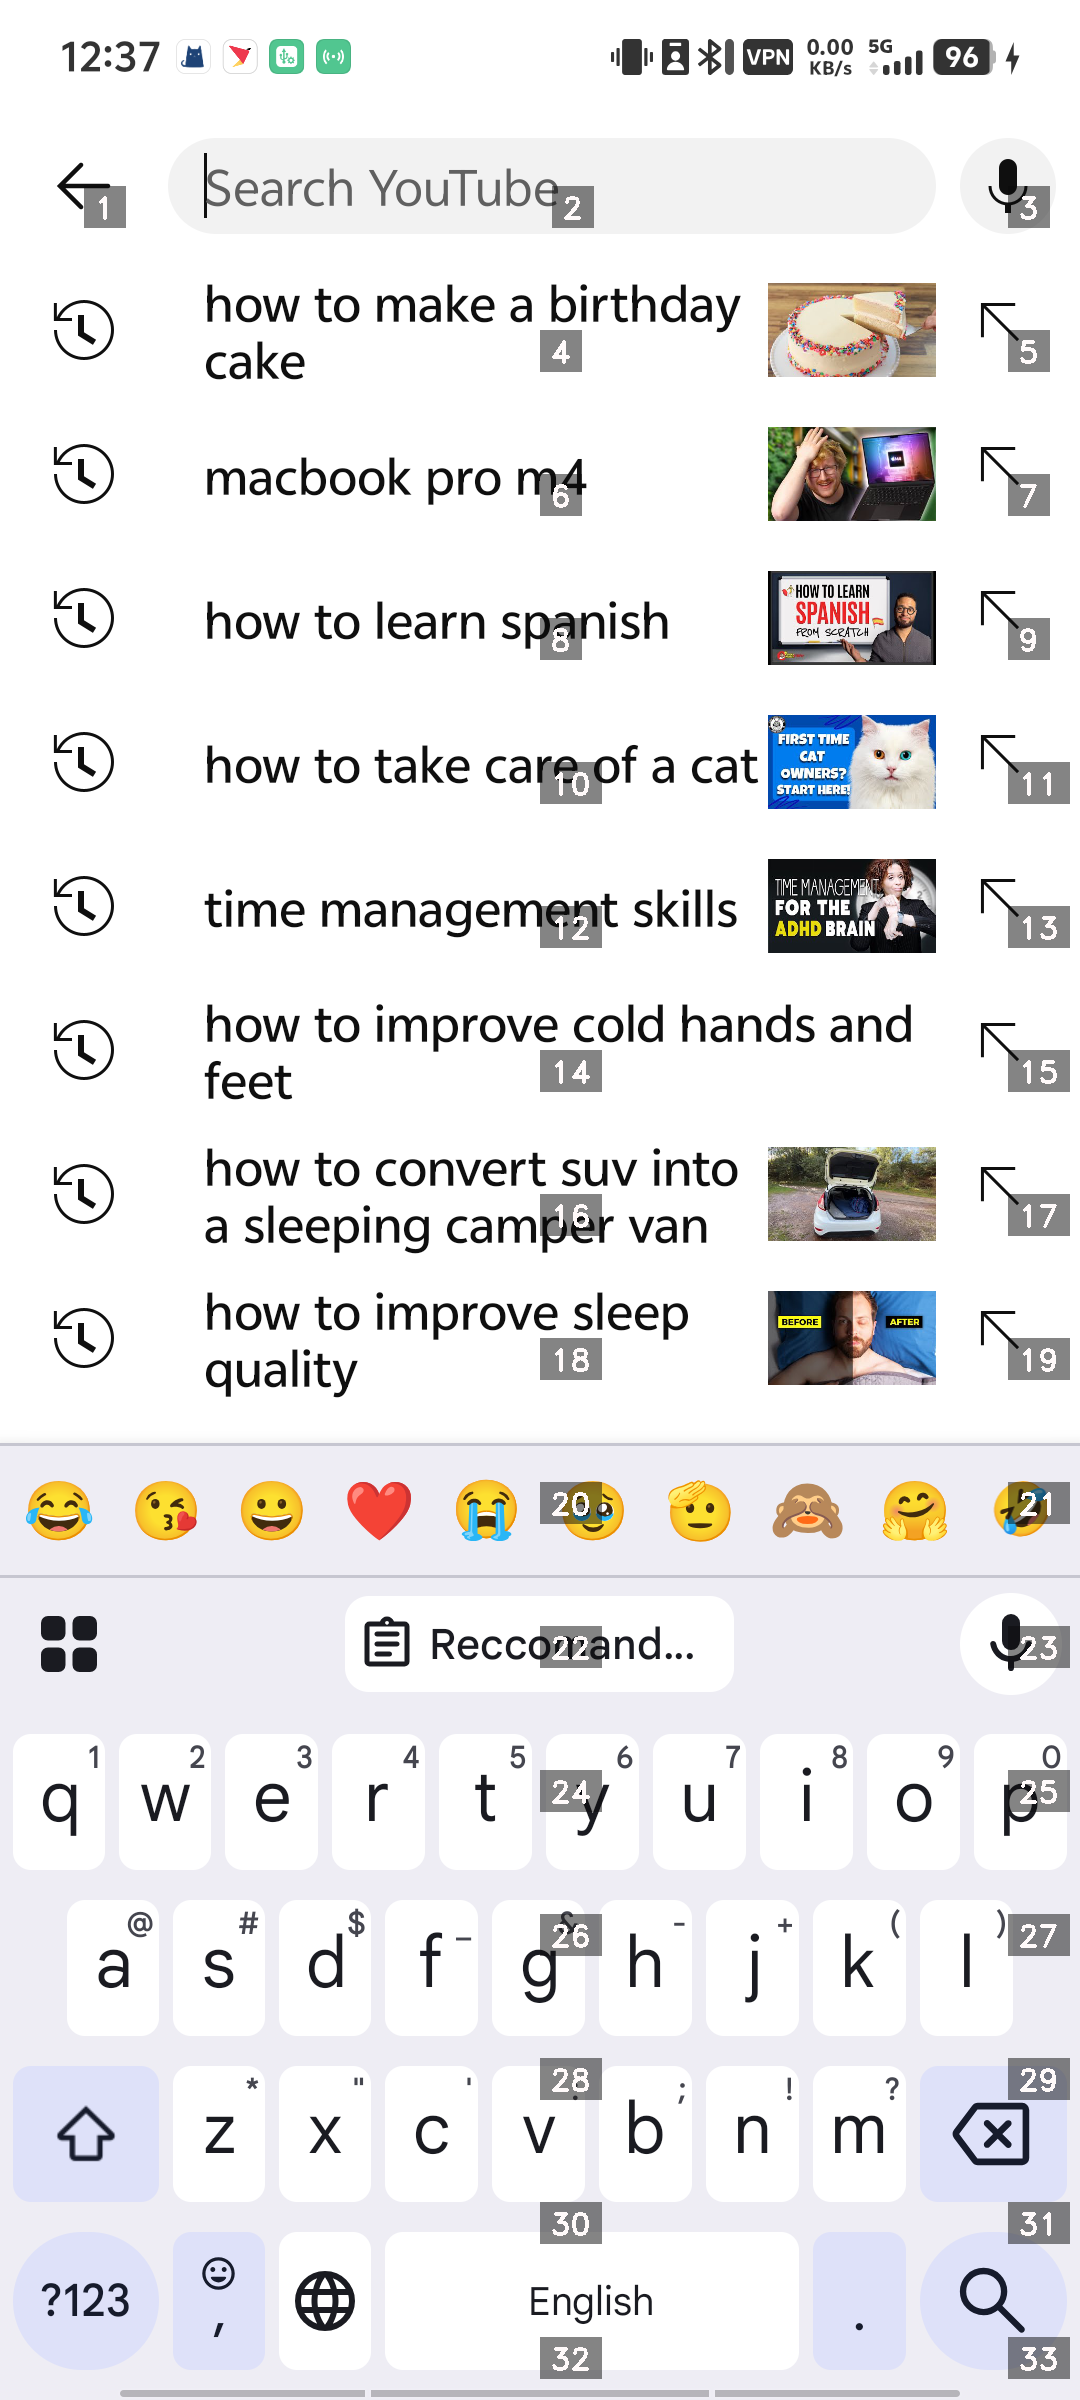 12:37
VPN
0.00
KB/s
5G
96
1
Search YouTube
2
3
how to make a birthday
cake
4
5
macbook pro m4
6
7
how to learn spanish
8
HOW TO LEARN
SPANISH
FROM SCRATCH
9
how to take care of a cat
10
FIRST TIME
CAT
OWNERS?
START HERE!
11
time management skills
12
TIME MANAGEMENT
FOR THE
ADHD BRAIN
13
how to improve cold hands and
feet
14
15
how to convert suv into
a sleeping camper van
16
17
how to improve sleep
quality
18
BEFORE
AFTER
19
20
21
Reccomand...
22
23
1 2 3 4 5 6 7 8 9 0
q w e r t y u i o p
24
25
@ # $ _ & - + ( )
a s d f g h j k l
26
27
* " ' : ; ! ?
z x c v b n m
28
29
30
31
?123
,
English
.
32
33